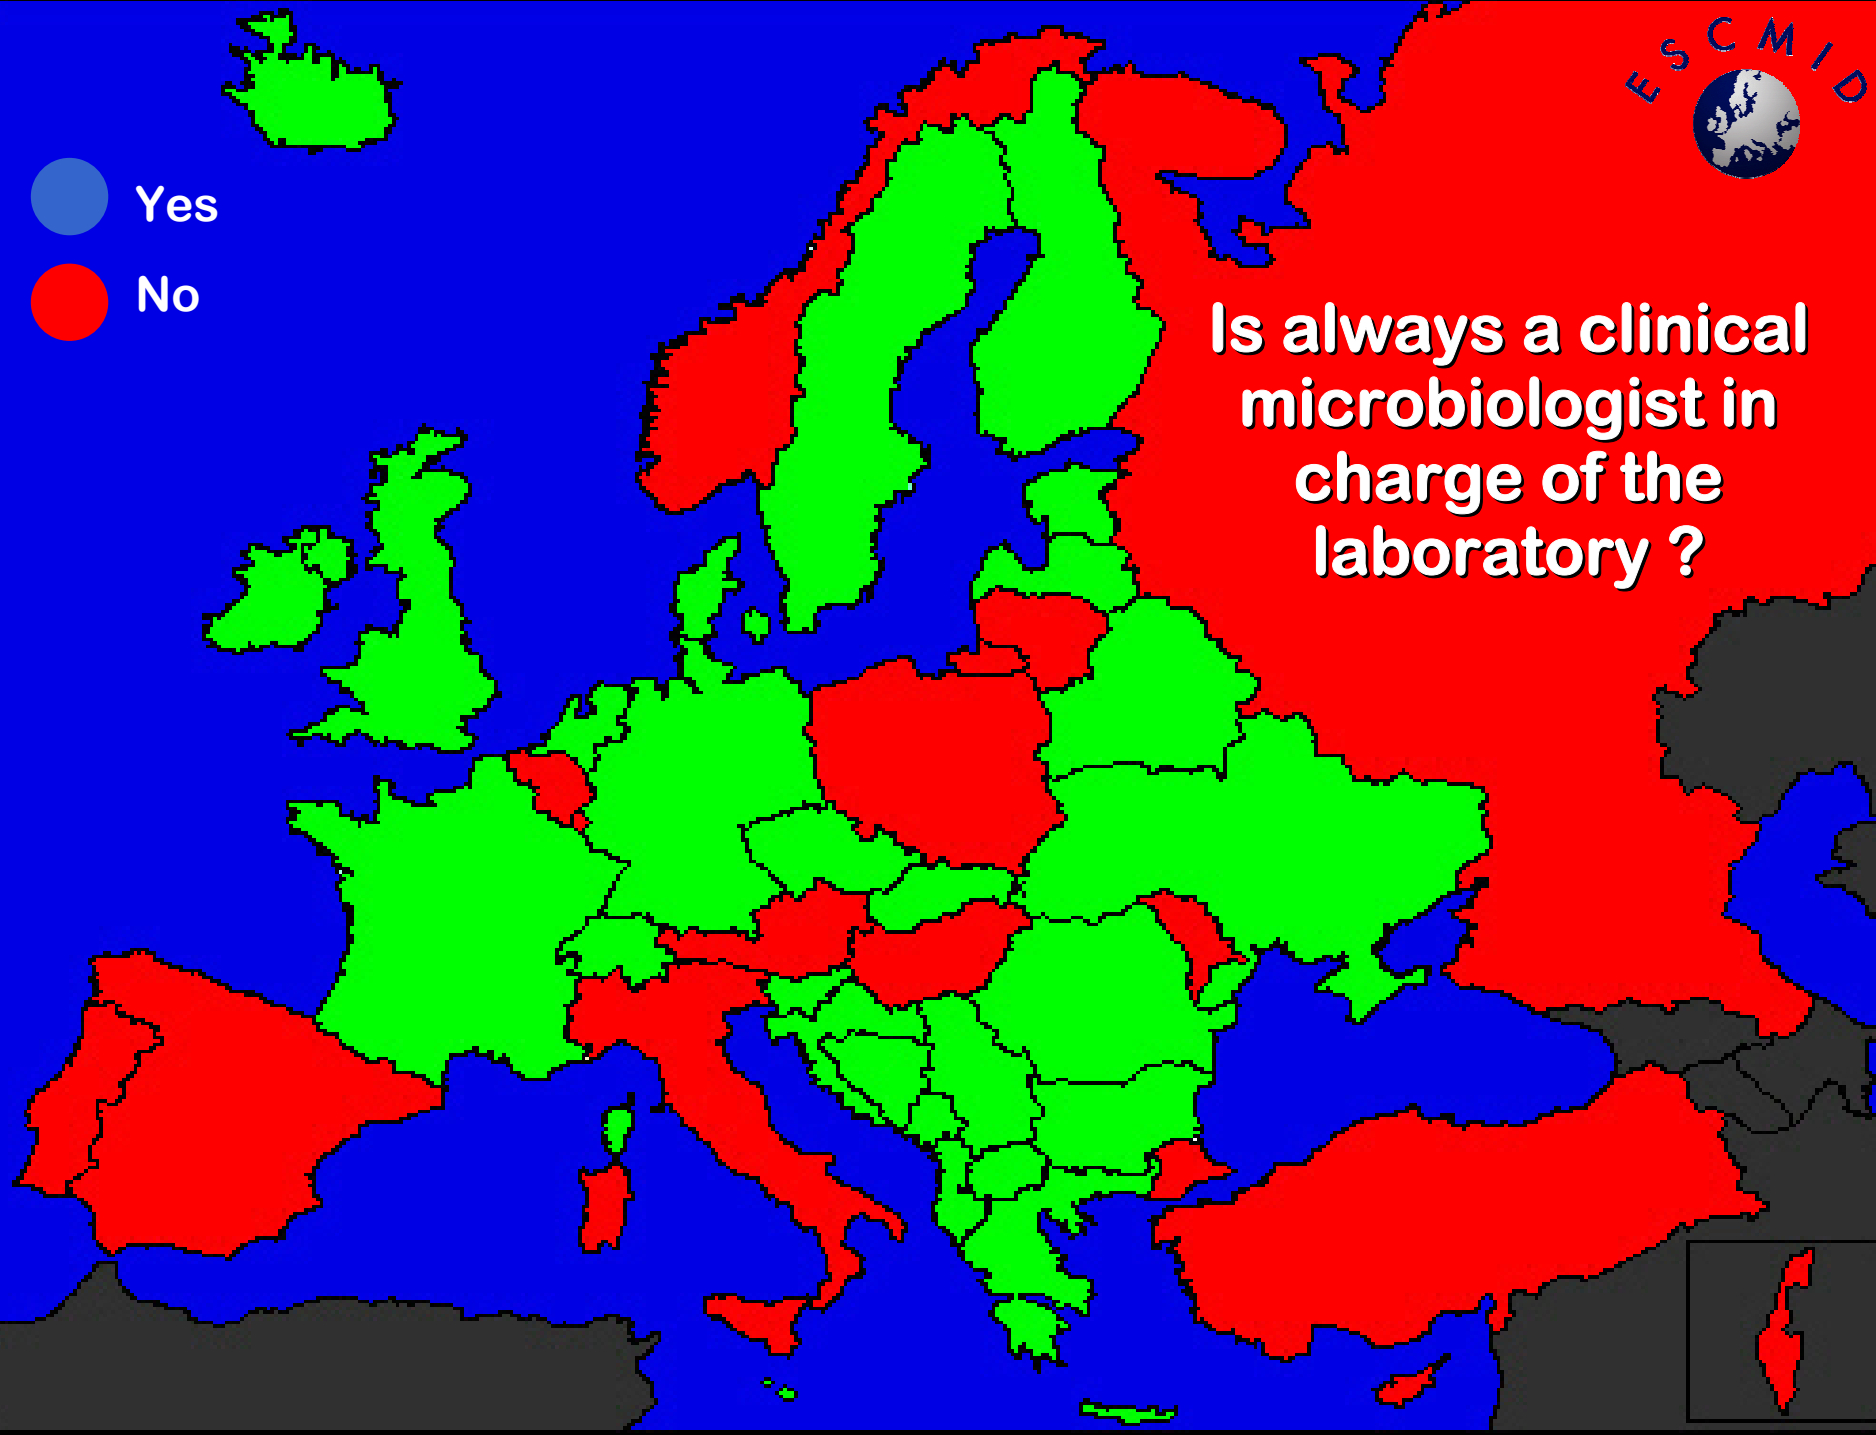 ESCMID
Yes
No
Is always a clinical
microbiologist in
charge of the
laboratory ?